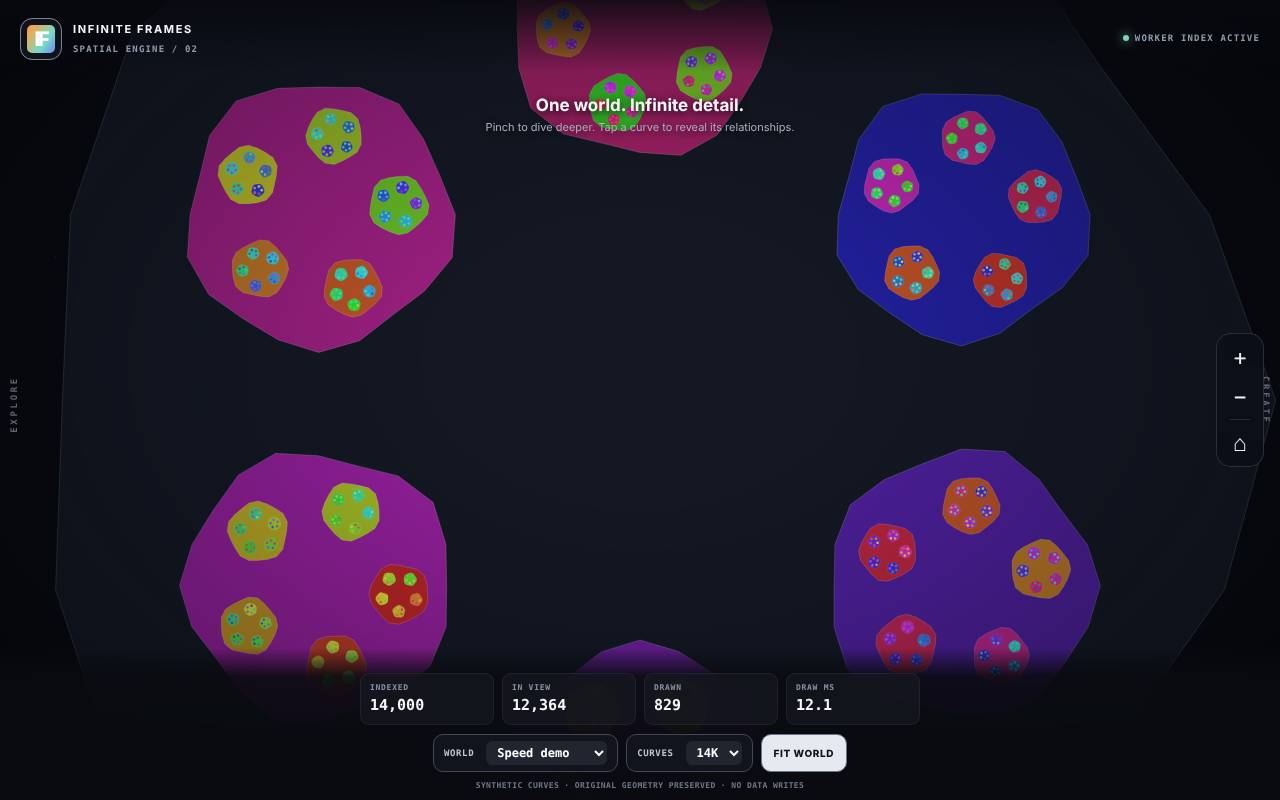 F
INFINITE FRAMES
SPATIAL ENGINE / 02
WORKER INDEX ACTIVE
One world. Infinite detail.
Pinch to dive deeper. Tap a curve to reveal its relationships.
EXPLORE
CREATE
+
−
⌂
INDEXED
14,000
IN VIEW
12,364
DRAWN
829
DRAW MS
12.1
WORLD Speed demo
CURVES 14K
FIT WORLD
SYNTHETIC CURVES · ORIGINAL GEOMETRY PRESERVED · NO DATA WRITES